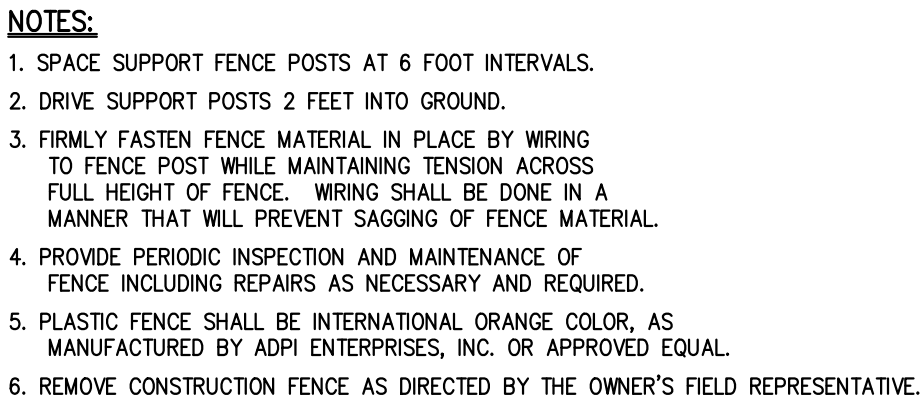 NOTES:
1. SPACE SUPPORT FENCE POSTS AT 6 FOOT INTERVALS.
2. DRIVE SUPPORT POSTS 2 FEET INTO GROUND.
3. FIRMLY FASTEN FENCE MATERIAL IN PLACE BY WIRING
TO FENCE POST WHILE MAINTAINING TENSION ACROSS
FULL HEIGHT OF FENCE. WIRING SHALL BE DONE IN A
MANNER THAT WILL PREVENT SAGGING OF FENCE MATERIAL.
4. PROVIDE PERIODIC INSPECTION AND MAINTENANCE OF
FENCE INCLUDING REPAIRS AS NECESSARY AND REQUIRED.
5. PLASTIC FENCE SHALL BE INTERNATIONAL ORANGE COLOR, AS
MANUFACTURED BY ADPI ENTERPRISES, INC. OR APPROVED EQUAL.
6. REMOVE CONSTRUCTION FENCE AS DIRECTED BY THE OWNER'S FIELD REPRESENTATIVE.